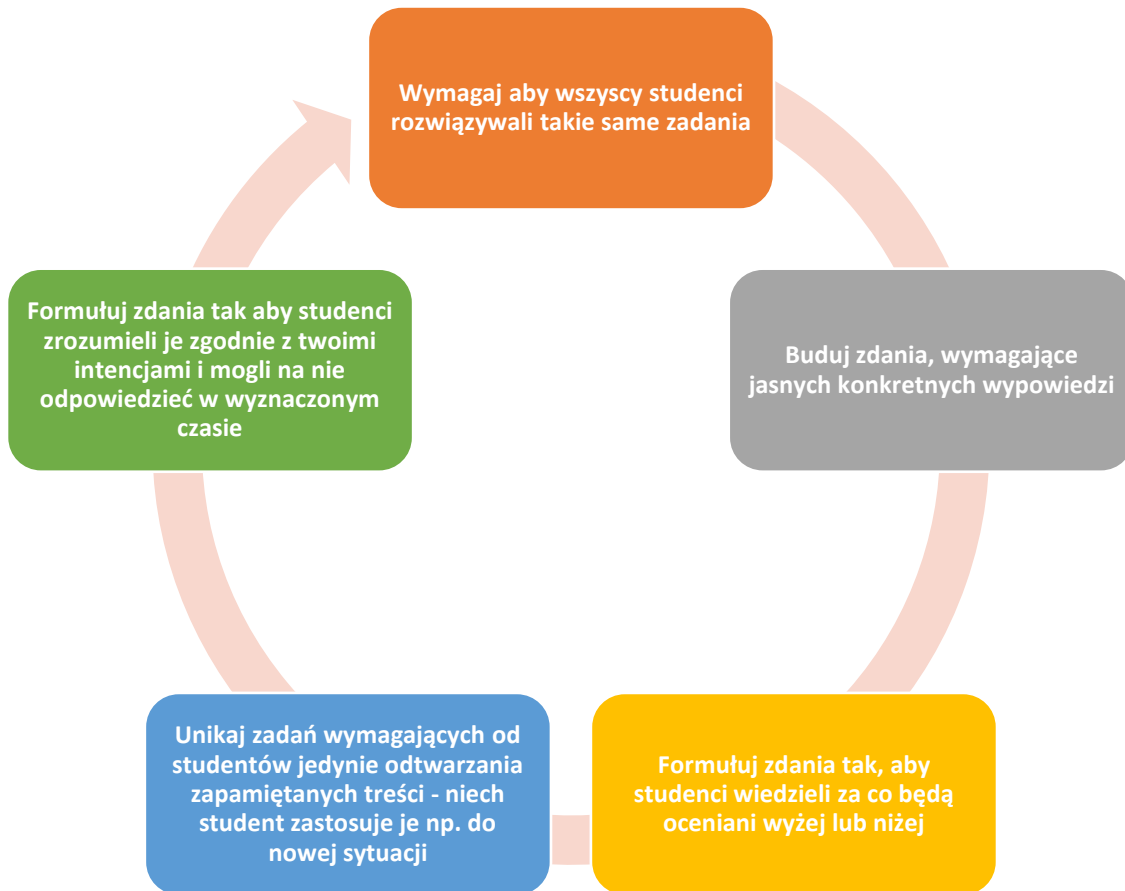 Wymagaj aby wszyscy studenci
rozwiązywali takie same zadania
Buduj zdania, wymagające
jasnych konkretnych wypowiedzi
Formułuj zdania tak, aby
studenci wiedzieli za co będą
oceniani wyżej lub niżej
Unikaj zadań wymagających od
studentów jedynie odtwarzania
zapamiętanych treści - niech
student zastosuje je np. do
nowej sytuacji
Formułuj zdania tak aby studenci
zrozumieli je zgodnie z twoimi
intencjami i mogli na nie
odpowiedzieć w wyznaczonym
czasie